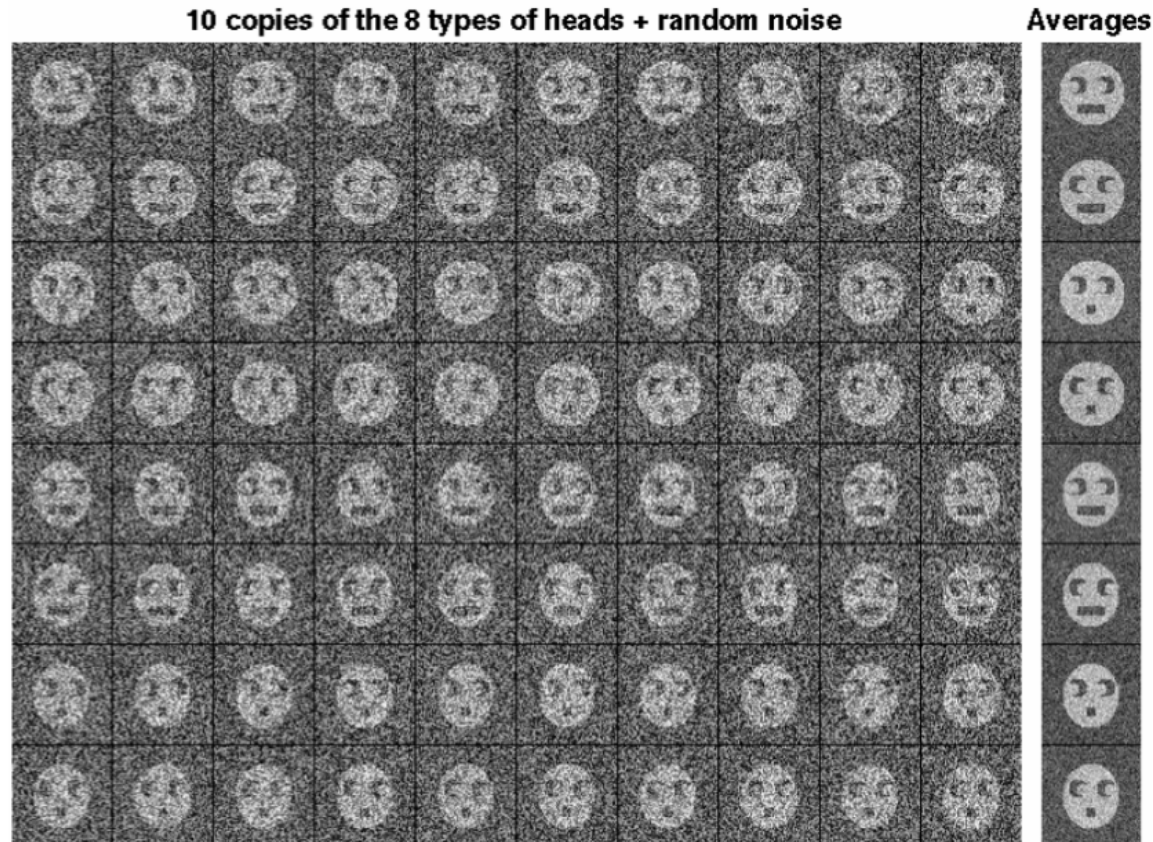 10 copies of the 8 types of heads + random noise
Averages